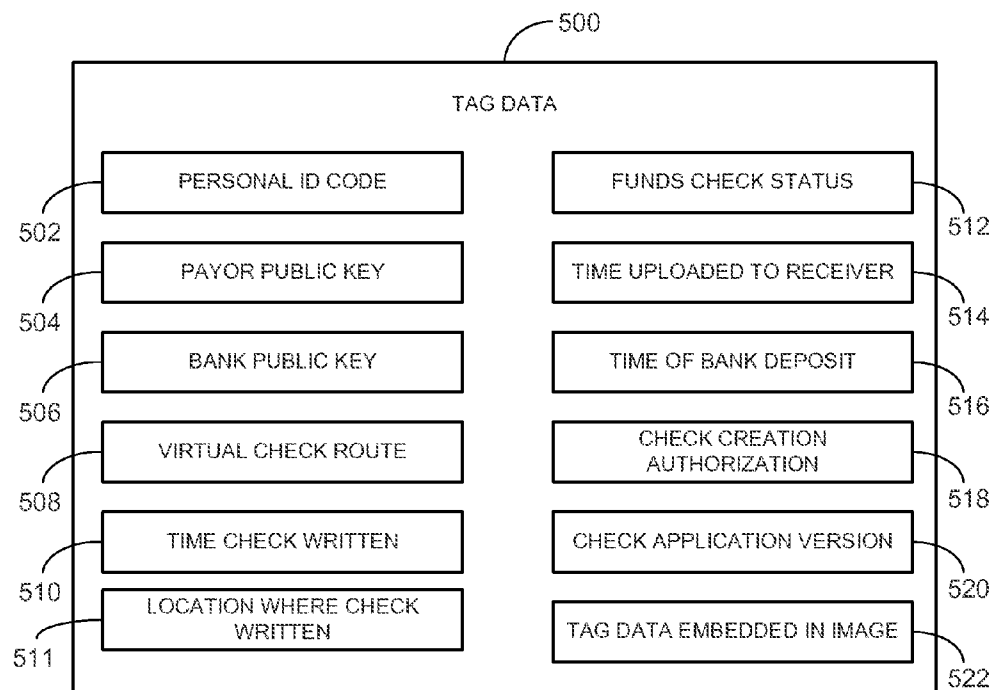 500
TAG DATA
PERSONAL ID CODE
502
PAYOR PUBLIC KEY
504
BANK PUBLIC KEY
506
VIRTUAL CHECK ROUTE
508
TIME CHECK WRITTEN
510
LOCATION WHERE CHECK
WRITTEN
511
FUNDS CHECK STATUS
512
TIME UPLOADED TO RECEIVER
514
TIME OF BANK DEPOSIT
516
CHECK CREATION
AUTHORIZATION
518
CHECK APPLICATION VERSION
520
TAG DATA EMBEDDED IN IMAGE
522